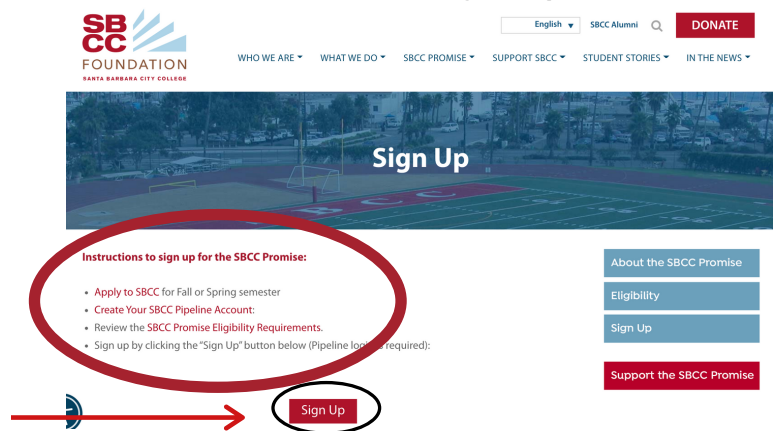 SB
CC
FOUNDATION
SANTA BARBARA CITY COLLEGE
English
SBCC Alumni
DONATE
WHO WE ARE
WHAT WE DO
SBCC PROMISE
SUPPORT SBCC
STUDENT STORIES
IN THE NEWS
Sign Up
S B C C
Instructions to sign up for the SBCC Promise:
• Apply to SBCC for Fall or Spring semester
• Create Your SBCC Pipeline Account:
• Review the SBCC Promise Eligibility Requirements.
• Sign up by clicking the "Sign Up" button below (Pipeline login is required):
Sign Up
About the SBCC Promise
Eligibility
Sign Up
Support the SBCC Promise